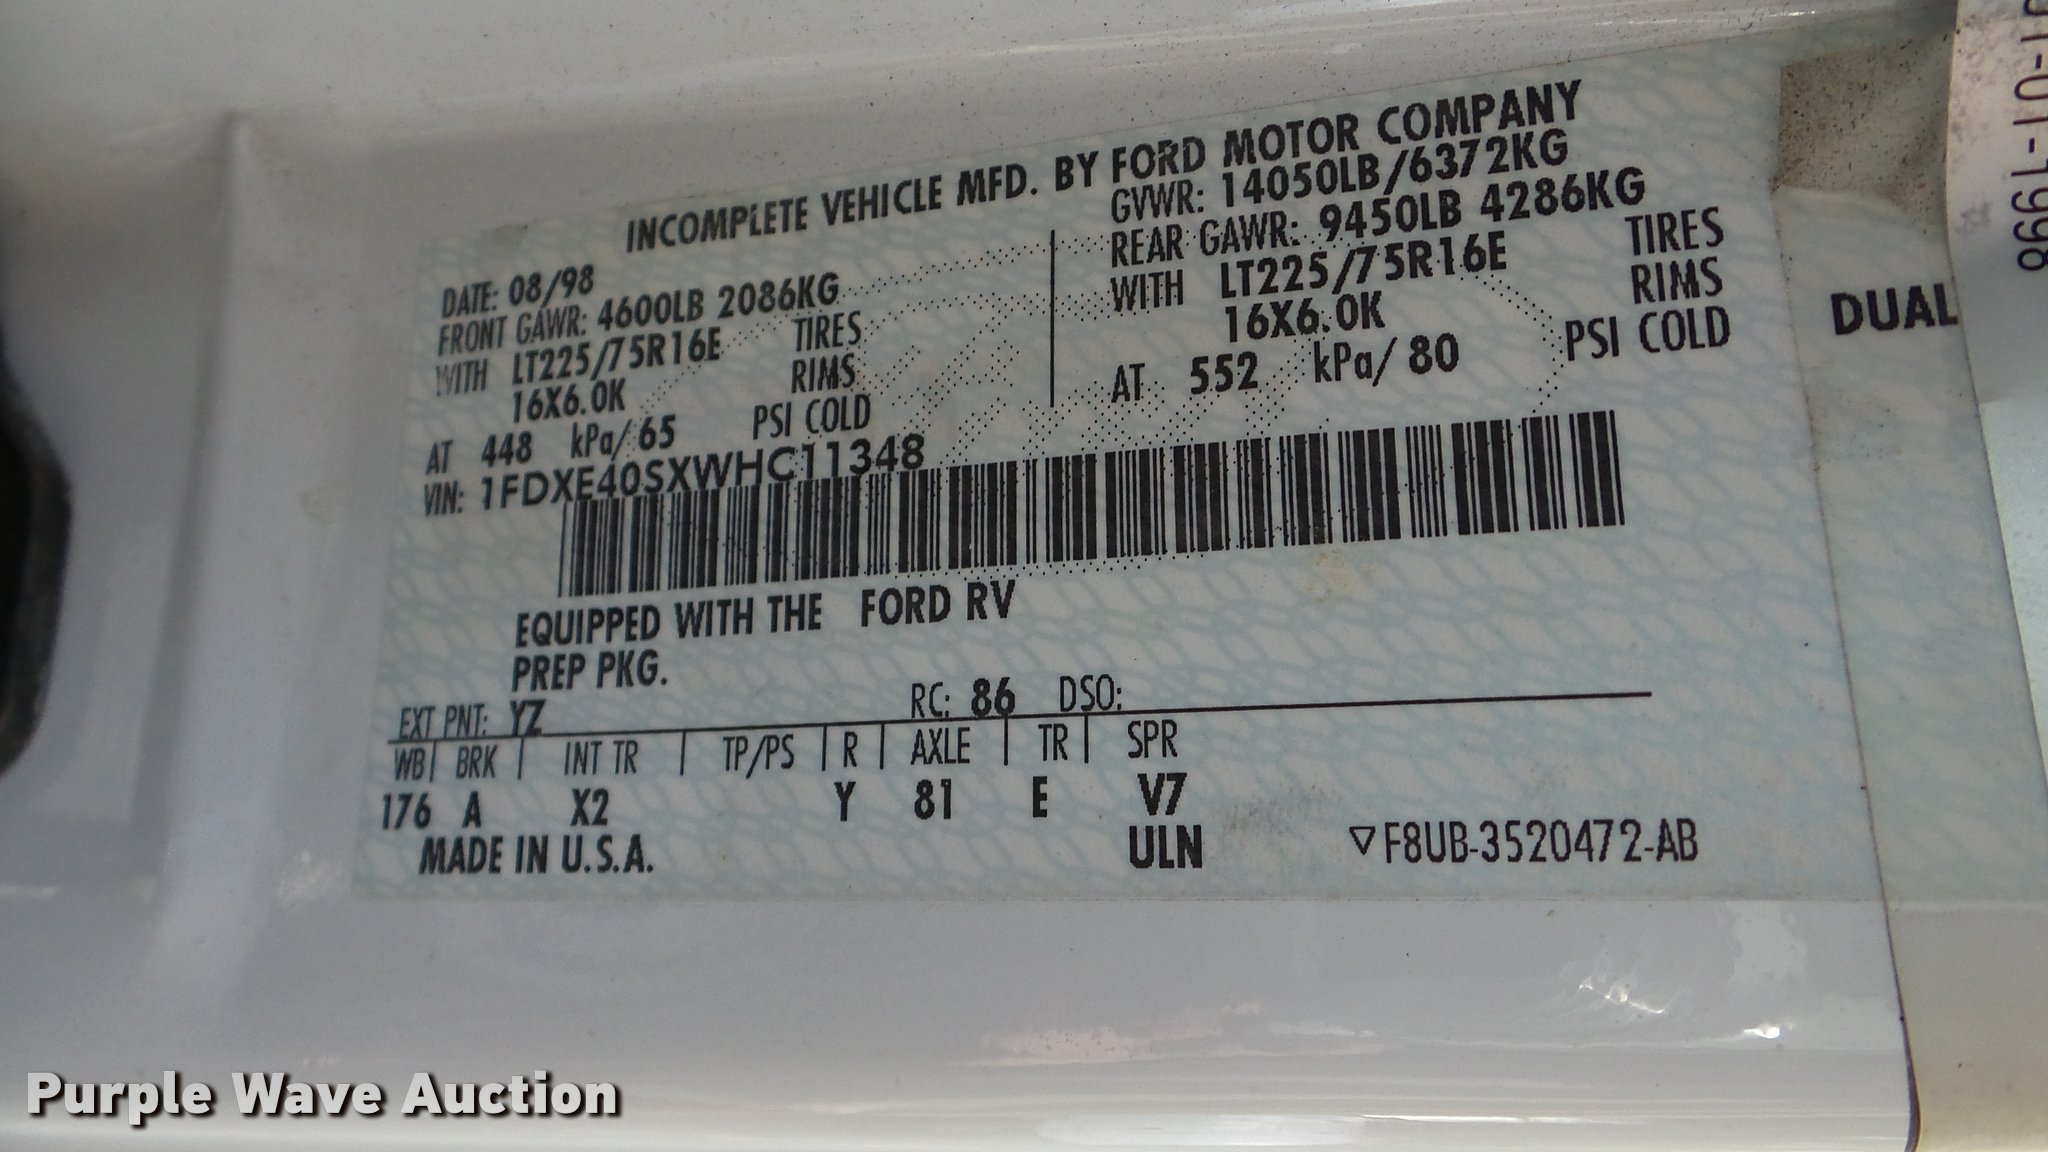 INCOMPLETE VEHICLE MFD. BY FORD MOTOR COMPANY
DATE: 08/98
GVWR: 14050LB/6372KG
FRONT GAWR: 4600LB 2086KG
REAR GAWR: 9450LB 4286KG
WITH LT225/75R16E TIRES
WITH LT225/75R16E TIRES
16X6.0K RIMS
16X6.0K RIMS
AT 448 kPa/ 65 PSI COLD
AT 552 kPa/ 80 PSI COLD
DUAL
VIN: 1FDXE40SXWHC11348
EQUIPPED WITH THE FORD RV
PREP PKG.
EXT PNT: YZ RC: 86 DSO:
WB| BRK | INT TR | TP/PS | R | AXLE | TR | SPR
176 A X2 Y 81 E V7
MADE IN U.S.A. ULN ▽F8UB-3520472-AB
-01-1998
Purple Wave Auction